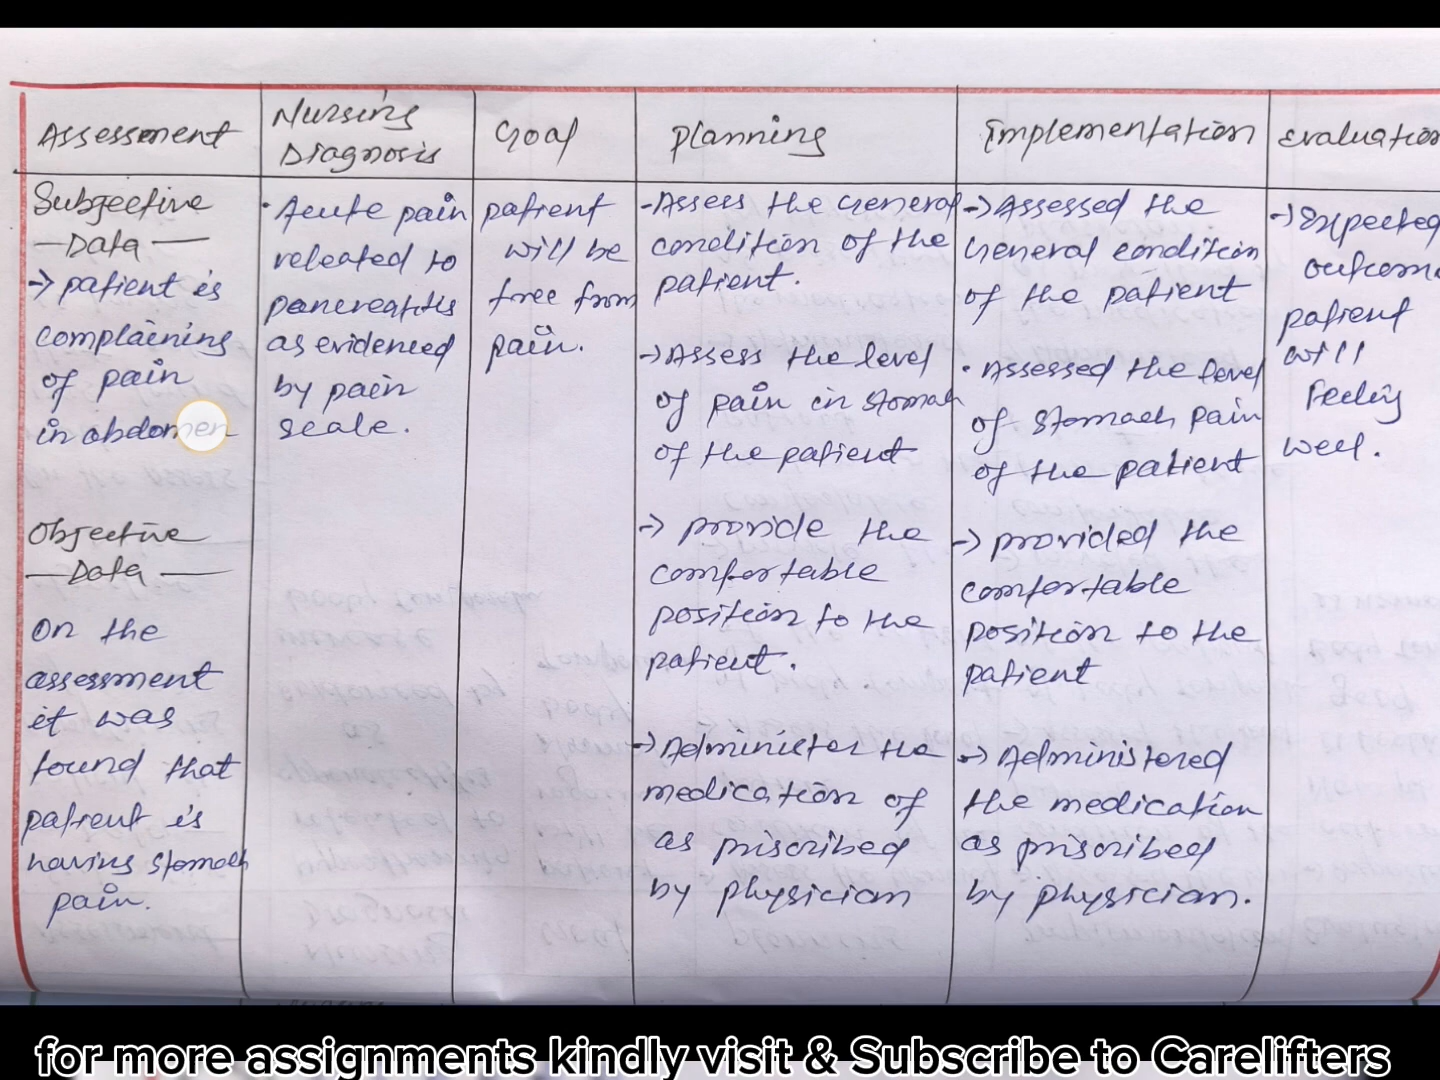 Assessment
Nursing
Diagnosis
Goal
Planning
Implementation
Evaluation
Subjective
— Data —
→ patient is
complaining
of pain
in abdomen
Objective
— Data —
on the
assessment
it was
found that
patient is
having stomach
pain.
• Acute pain
releated to
pancreatitis
as evidenced
by pain
scale.
patient
will be
free from
pain.
- Assess the General
condition of the
patient.
→ Assess the level
of pain in stomah
of the patient
→ provide the
comfortable
position to the
patient.
→ Administer the
medication of
as priscribed
by physician
→ Assessed the
General condition
of the patient
• Assessed the level
of stomach pain
of the patient
→ provided the
comfortable
position to the
patient
→ Administered
the medication
as priscribed
by physician.
→ Expected
outcome
patient
will
feeling
well.
for more assignments kindly visit & Subscribe to Carelifters